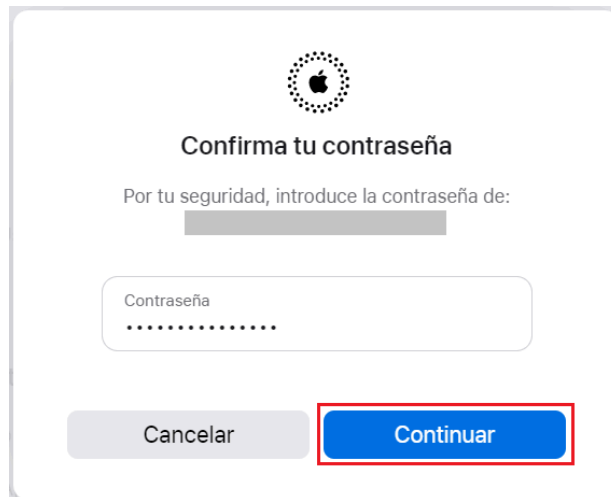 Confirma tu contraseña
Por tu seguridad, introduce la contraseña de:
Contraseña
•••••••••••••••
Cancelar
Continuar